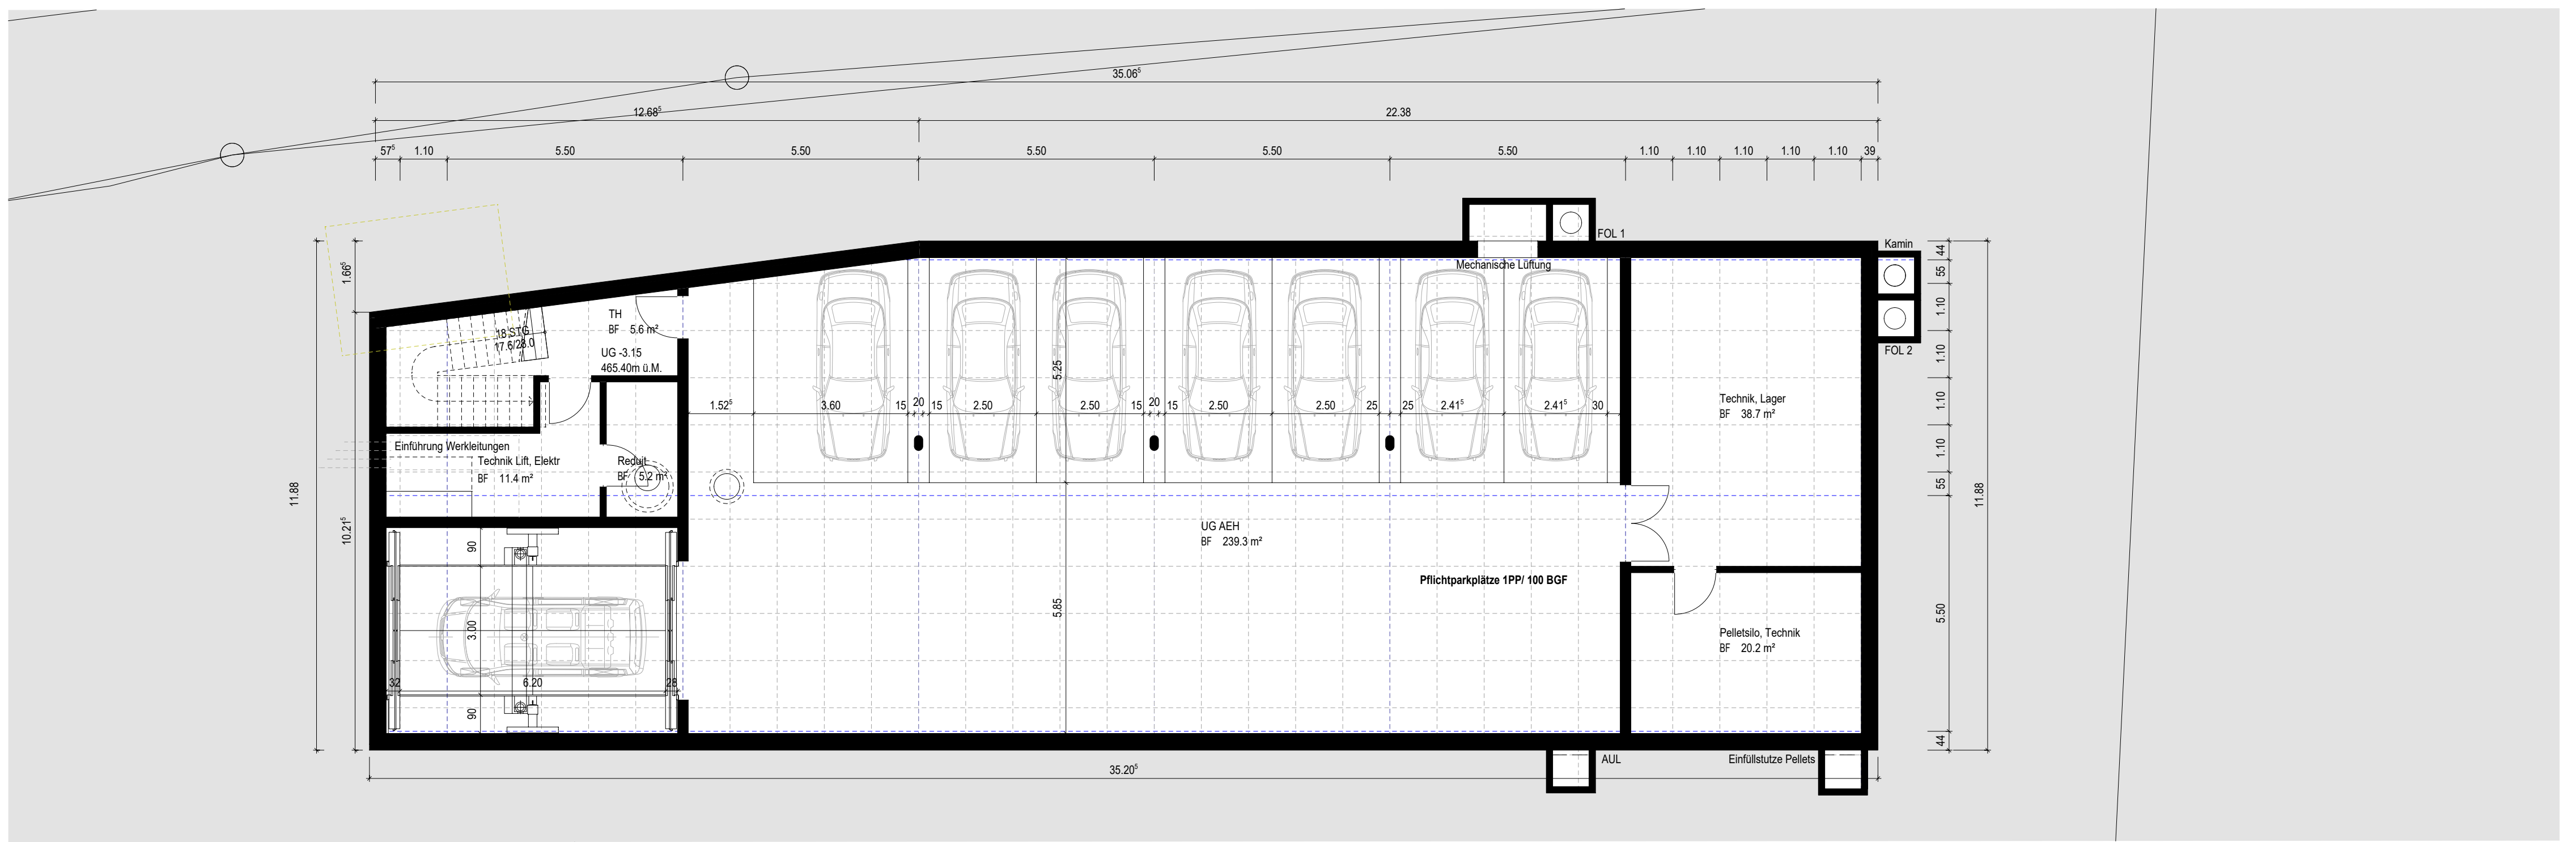 35.06⁵
12.68⁵
22.38
57⁵ 1.10 5.50 5.50 5.50 5.50 5.50 1.10 1.10 1.10 1.10 1.10 39
FOL 1
Mechanische Lüftung
Kamin
FOL 2
44
55
1.10
1.10
1.10
1.10
55
5.50
44
11.88
1.66⁵
10.21⁵
11.88
18 STG
17.6/28.0
TH
BF 5.6 m²
UG -3.15
465.40m ü.M.
5.25
1.52⁵ 3.60 15 20 15 2.50 2.50 15 20 15 2.50 2.50 25 25 2.41⁵ 2.41⁵ 30
Technik, Lager
BF 38.7 m²
Einführung Werkleitungen
Technik Lift, Elektr
BF 11.4 m²
Reduit
BF 5.2 m²
UG AEH
BF 239.3 m²
Pflichtparkplätze 1PP/ 100 BGF
5.85
90
3.00
32 6.20 28
90
Pelletsilo, Technik
BF 20.2 m²
AUL
Einfüllstutze Pellets
35.20⁵